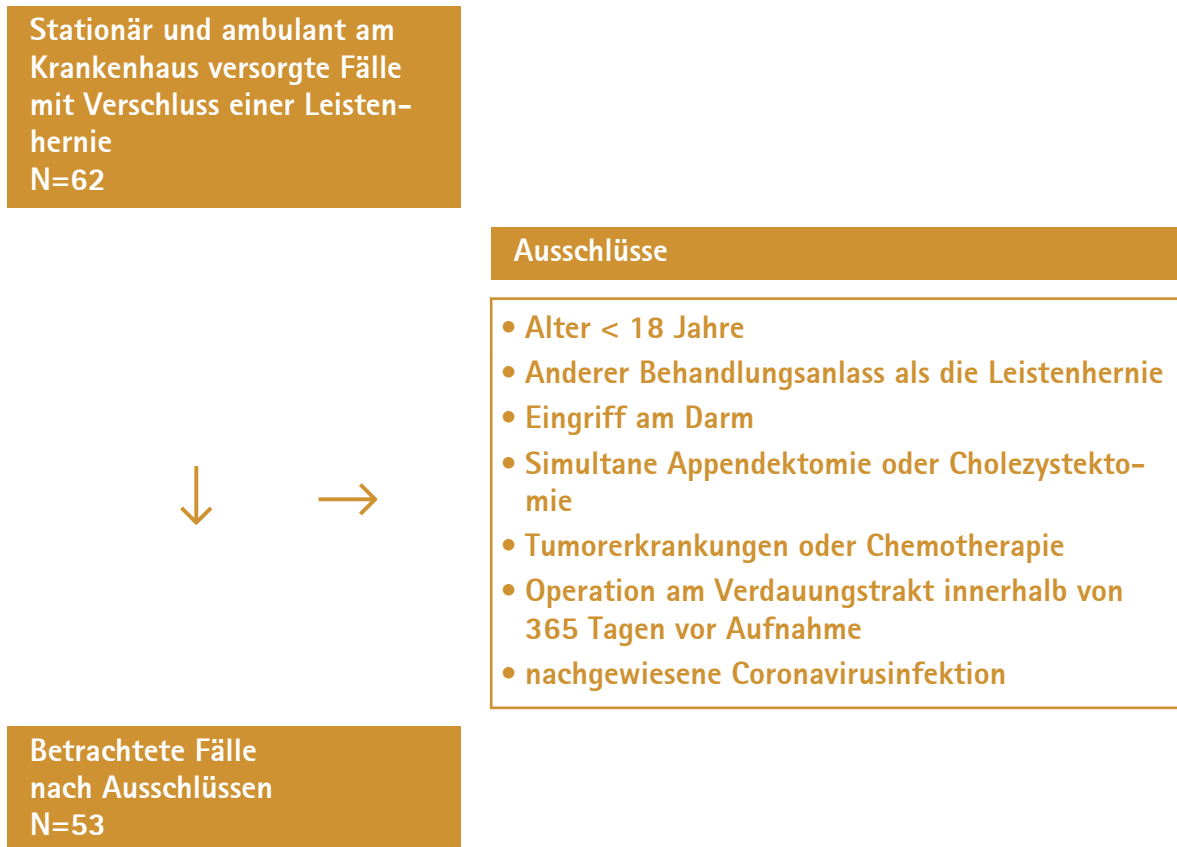 Stationär und ambulant am
Krankenhaus versorgte Fälle
mit Verschluss einer Leisten-
hernie
N=62
Ausschlüsse
• Alter < 18 Jahre
• Anderer Behandlungsanlass als die Leistenhernie
• Eingriff am Darm
• Simultane Appendektomie oder Cholezystekto-
mie
• Tumorerkrankungen oder Chemotherapie
• Operation am Verdauungstrakt innerhalb von
365 Tagen vor Aufnahme
• nachgewiesene Coronavirusinfektion
Betrachtete Fälle
nach Ausschlüssen
N=53